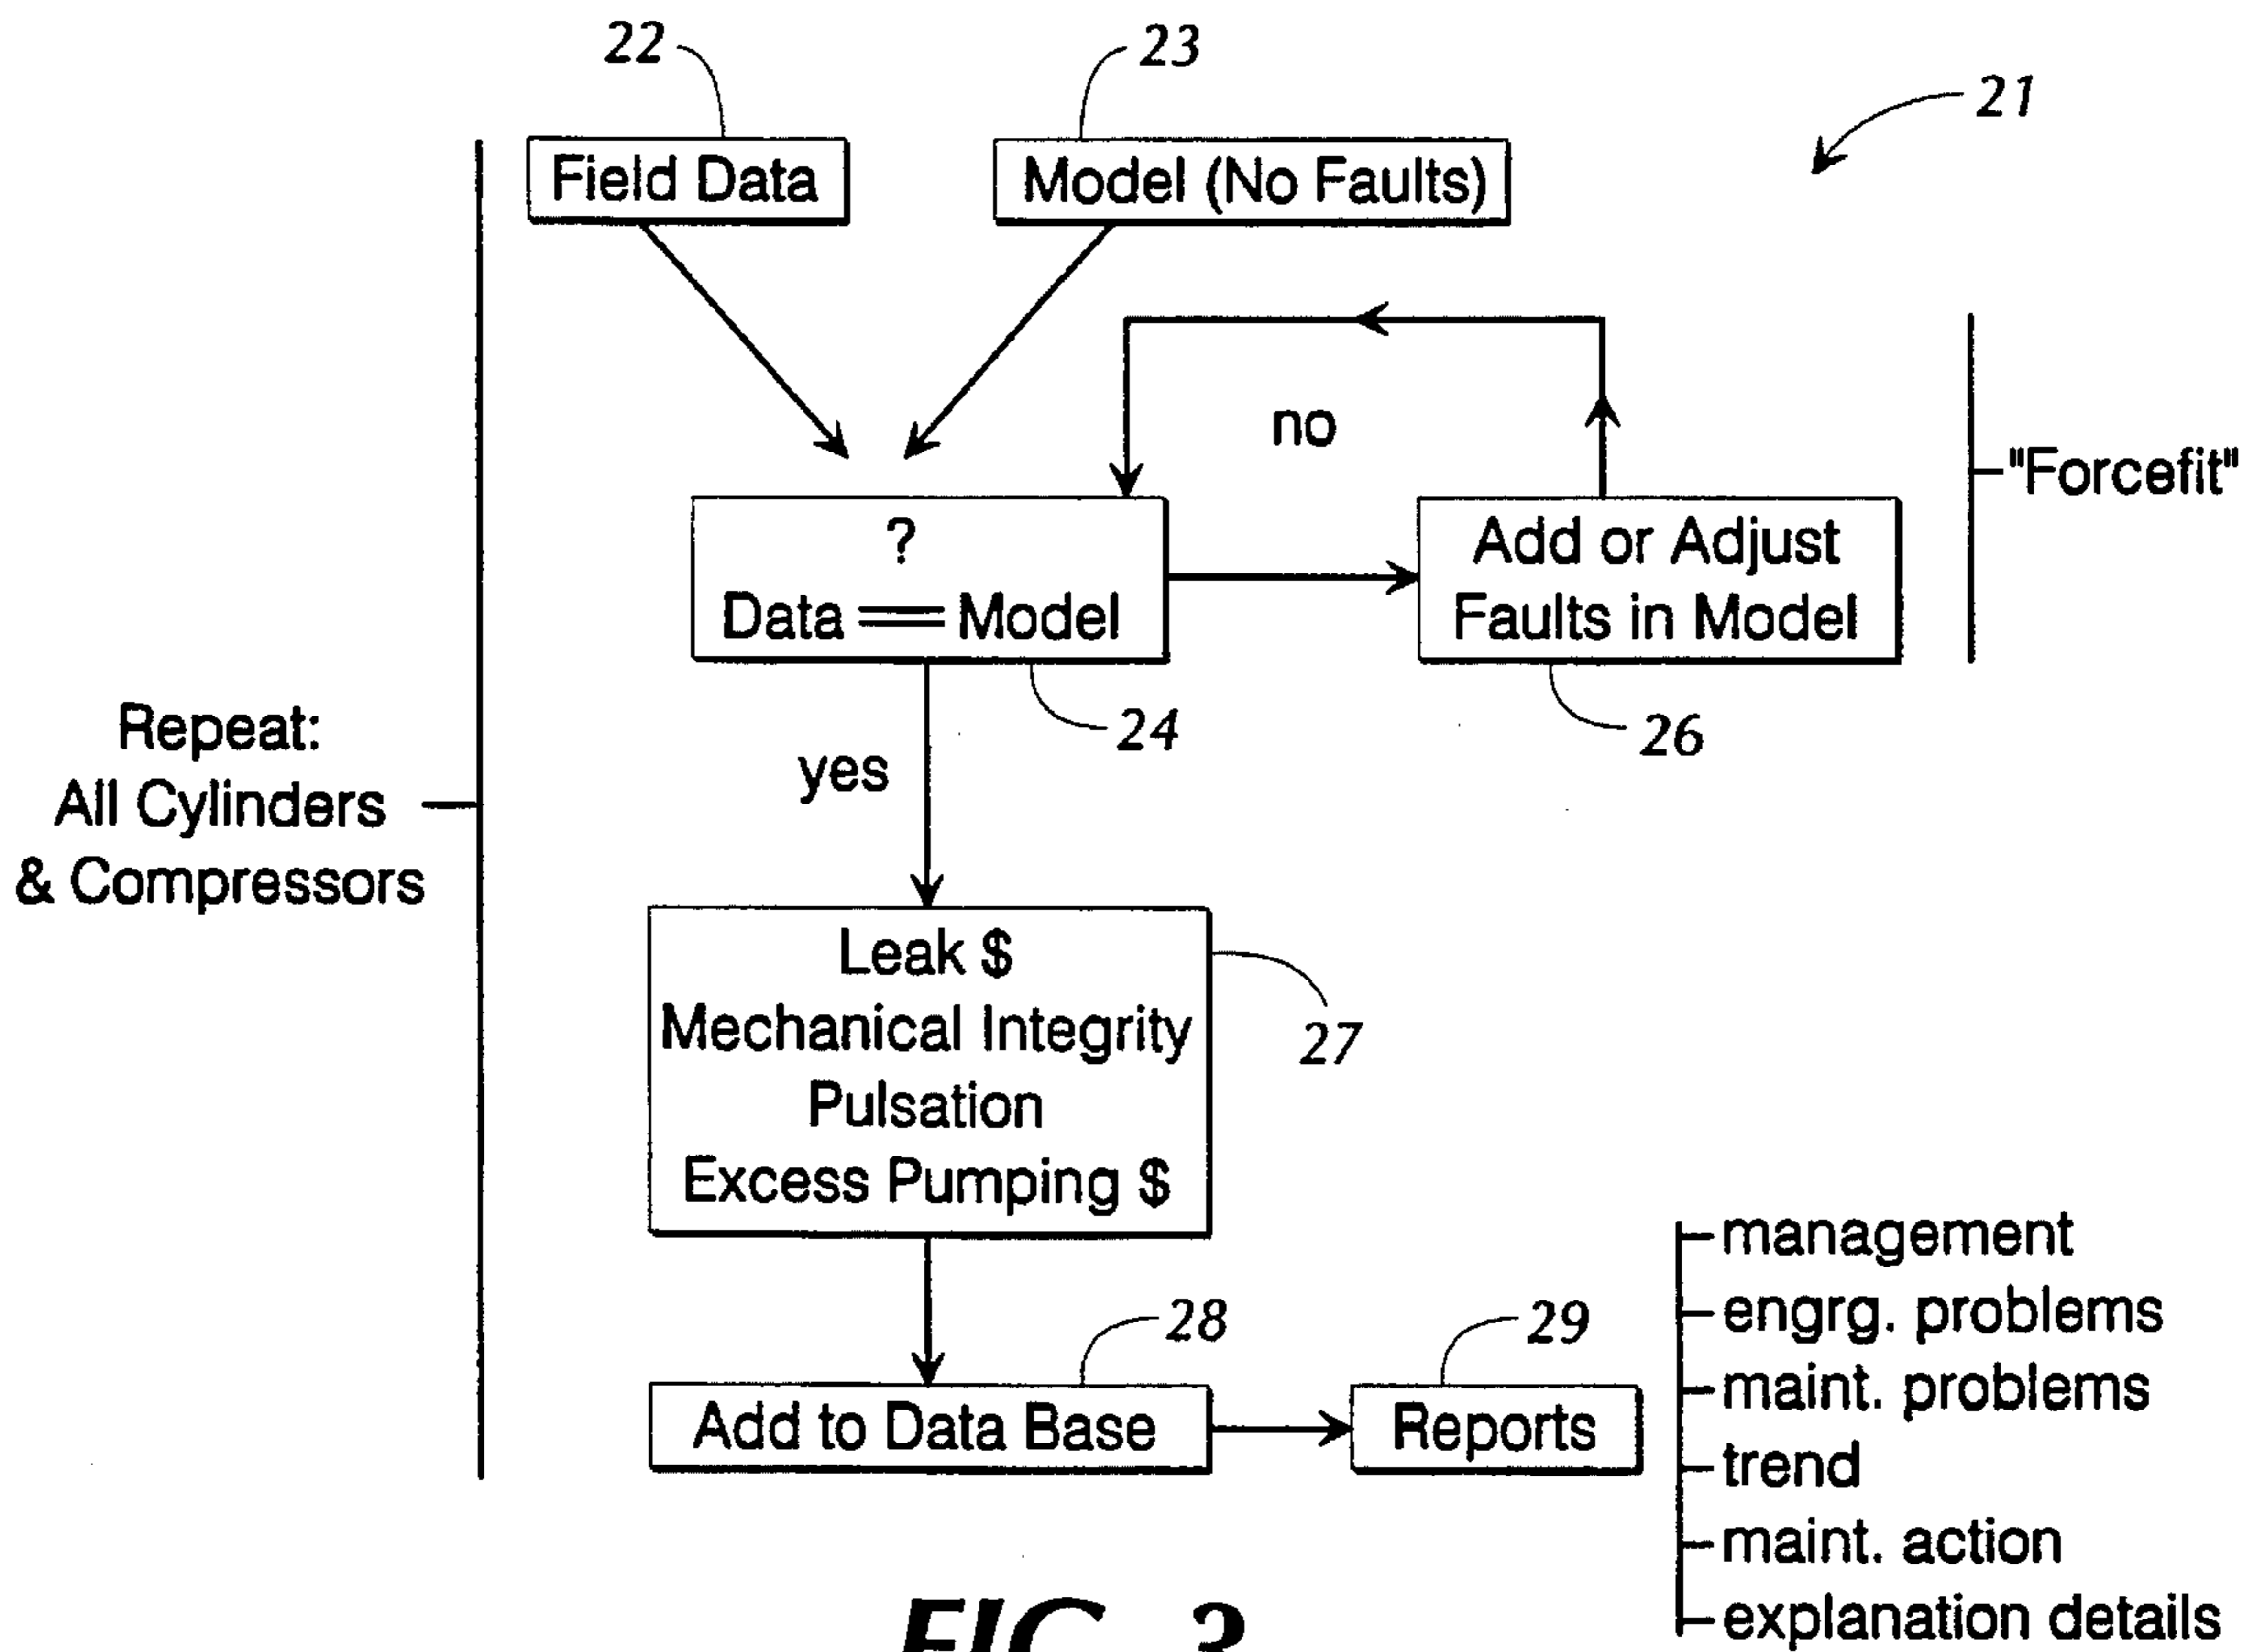 22
23
21
Field Data
Model (No Faults)
no
"Forcefit"
?
Data == Model
Add or Adjust
Faults in Model
24
26
Repeat:
All Cylinders
& Compressors
yes
Leak $
Mechanical Integrity
Pulsation
Excess Pumping $
27
28
29
Add to Data Base
Reports
management
engrg. problems
maint. problems
trend
maint. action
explanation details